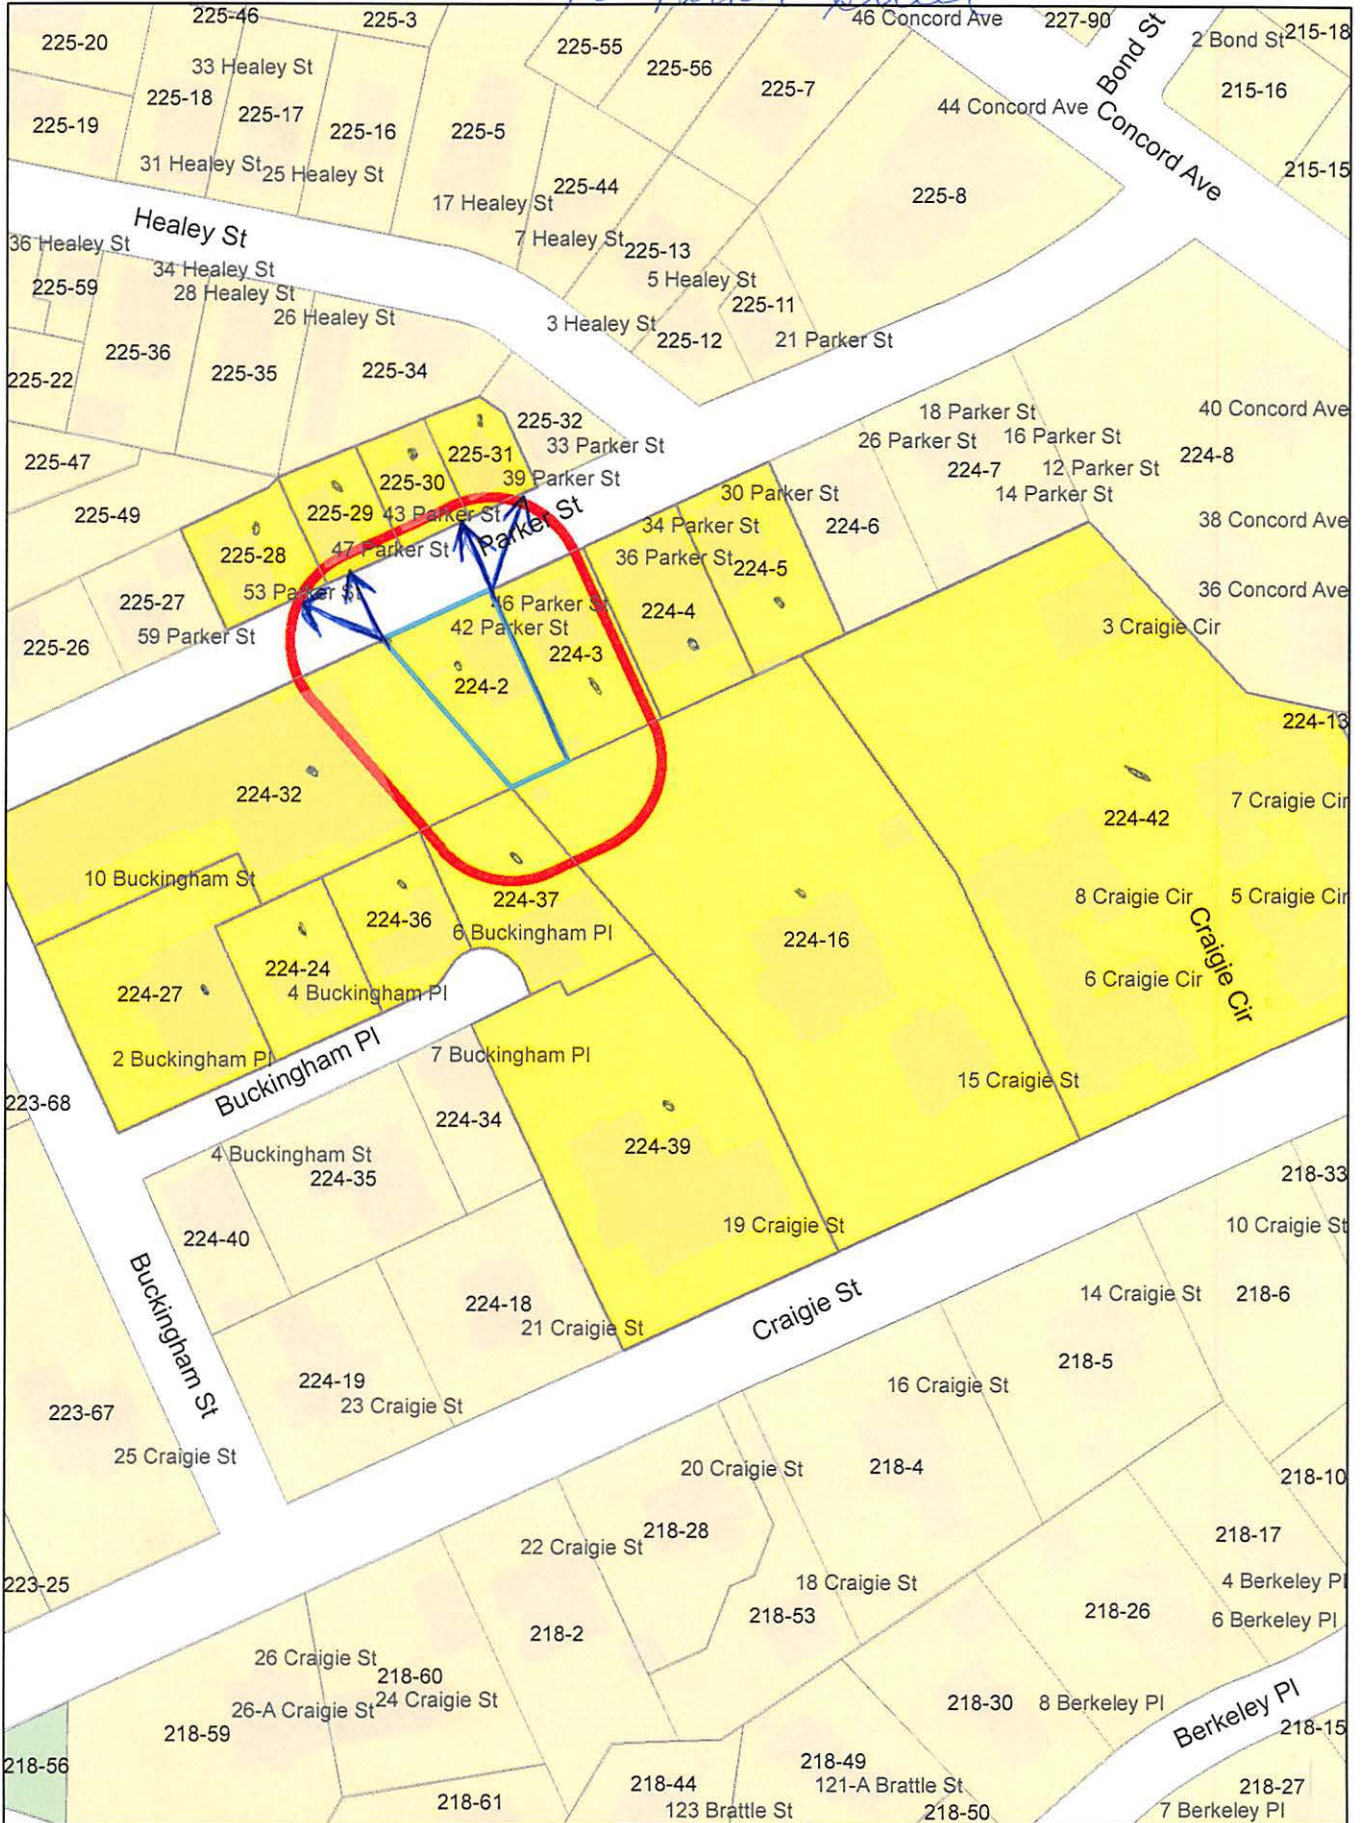 46 Concord Ave
227-90
Bond St
225-46
225-3
215-18
2 Bond St
225-20
225-55
33 Healey St
225-56
225-7
215-16
225-18
44 Concord Ave
Concord Ave
225-17
225-19
225-16
225-5
31 Healey St
25 Healey St
215-15
225-44
225-8
17 Healey St
Healey St
7 Healey St
36 Healey St
225-13
34 Healey St
5 Healey St
225-59
28 Healey St
225-11
26 Healey St
3 Healey St
225-12
21 Parker St
225-36
225-34
225-35
225-22
18 Parker St
40 Concord Ave
225-32
26 Parker St
16 Parker St
33 Parker St
225-31
224-8
225-47
224-7
12 Parker St
39 Parker St
225-30
30 Parker St
14 Parker St
225-49
225-29
43 Parker St
Parker St
34 Parker St
224-6
38 Concord Ave
47 Parker St
225-28
36 Parker St
224-5
53 Parker St
36 Concord Ave
225-27
46 Parker St
224-4
42 Parker St
3 Craigie Cir
59 Parker St
225-26
224-3
224-2
224-13
224-32
7 Craigie Cir
224-42
10 Buckingham St
224-37
8 Craigie Cir
5 Craigie Cir
224-36
6 Buckingham Pl
224-16
Craigie Cir
224-24
6 Craigie Cir
224-27
4 Buckingham Pl
2 Buckingham Pl
7 Buckingham Pl
Buckingham Pl
15 Craigie St
223-68
224-34
224-39
4 Buckingham St
224-35
218-33
19 Craigie St
10 Craigie St
224-40
14 Craigie St
218-6
Buckingham St
224-18
Craigie St
21 Craigie St
218-5
224-19
16 Craigie St
23 Craigie St
223-67
25 Craigie St
20 Craigie St
218-4
218-10
218-28
218-17
22 Craigie St
223-25
18 Craigie St
4 Berkeley Pl
218-53
218-26
6 Berkeley Pl
218-2
26 Craigie St
218-60
24 Craigie St
218-30
8 Berkeley Pl
26-A Craigie St
Berkeley Pl
218-59
218-15
218-56
218-49
218-44
121-A Brattle St
218-27
218-61
123 Brattle St
218-50
7 Berkeley Pl